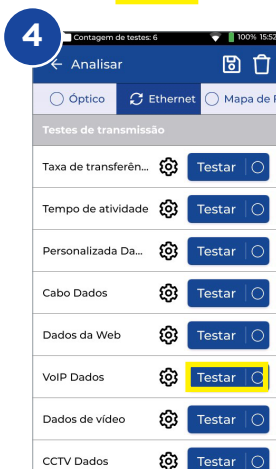 4
Contagem de testes: 6 100% 15:52
← Analisar
Óptico Ethernet Mapa de
Testes de transmissão
Taxa de transferên... Testar
Tempo de atividade Testar
Personalizada Da... Testar
Cabo Dados Testar
Dados da Web Testar
VoIP Dados Testar
Dados de vídeo Testar
CCTV Dados Testar